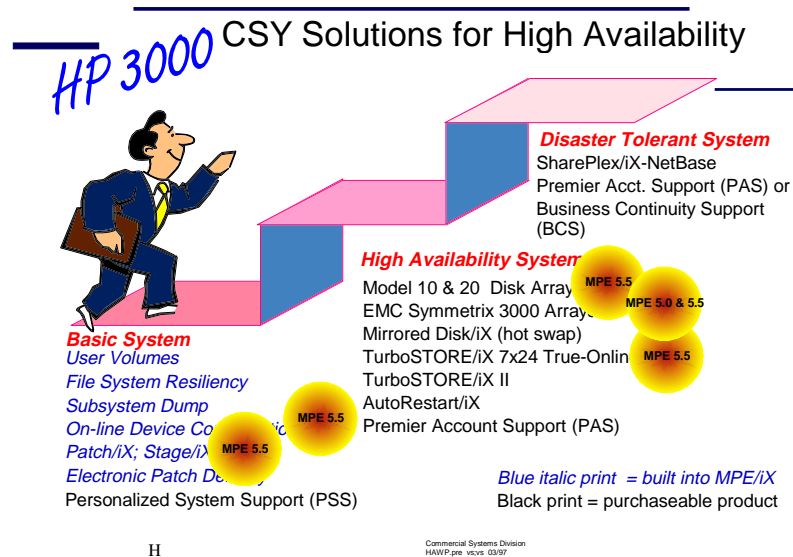 CSY Solutions for High Availability
HP 3000
Disaster Tolerant System
SharePlex/iX-NetBase
Premier Acct. Support (PAS) or
Business Continuity Support
(BCS)
High Availability System
Model 10 & 20 Disk Array
MPE 5.5
EMC Symmetrix 3000 Arrays
MPE 5.0 & 5.5
Mirrored Disk/iX (hot swap)
TurboSTORE/iX 7x24 True-Onlin
MPE 5.5
TurboSTORE/iX II
AutoRestart/iX
Premier Account Support (PAS)
Basic System
User Volumes
File System Resiliency
Subsystem Dump
On-line Device Co
MPE 5.5
Patch/iX; Stage/iX
MPE 5.5
Electronic Patch De
Personalized System Support (PSS)
Blue italic print = built into MPE/iX
Black print = purchaseable product
H
Commercial Systems Division
HAWP.pre vs;vs 03/97